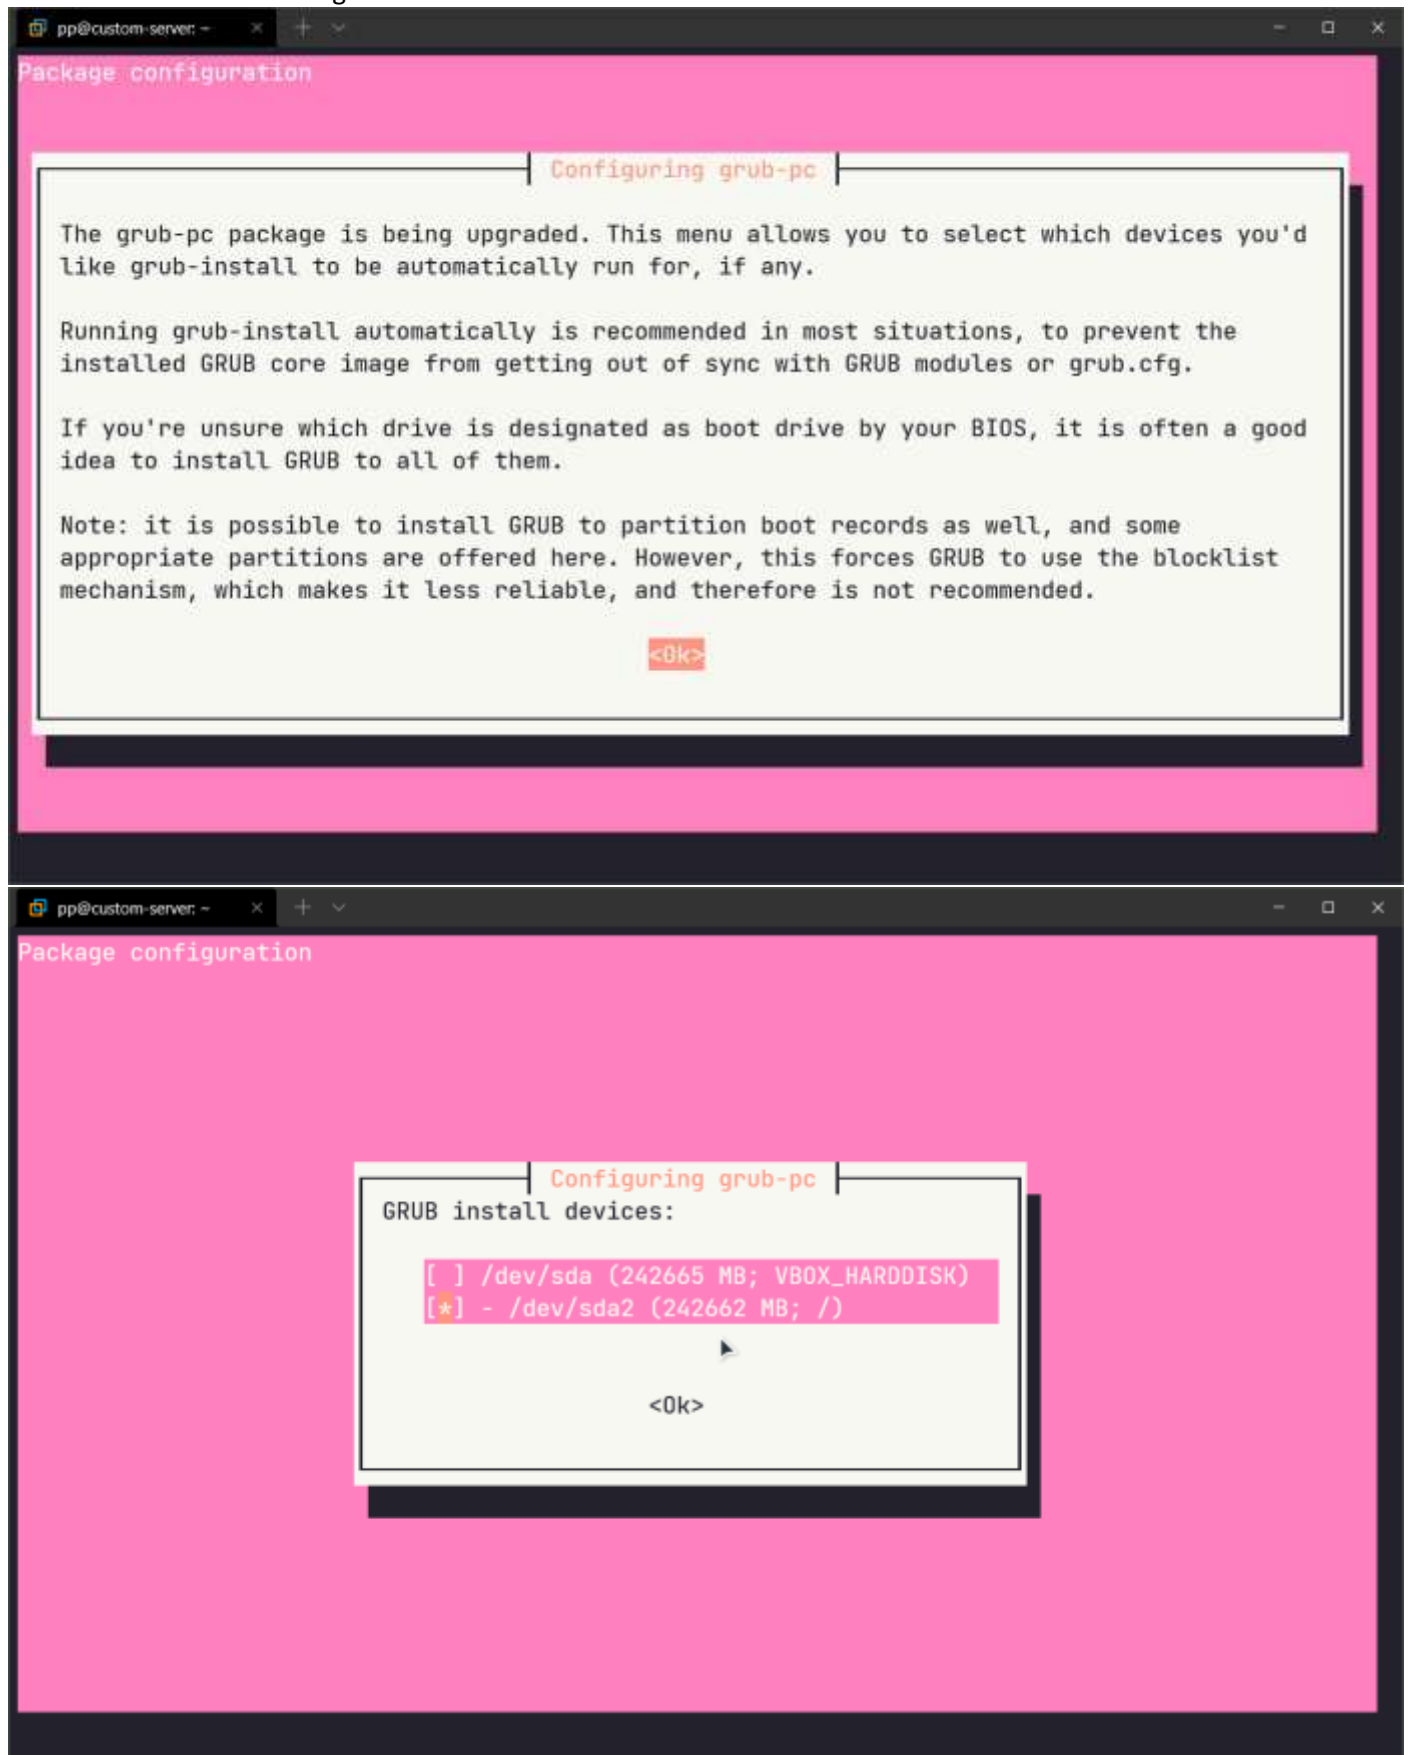 pp@custom-server: ~
Package configuration
Configuring grub-pc
The grub-pc package is being upgraded. This menu allows you to select which devices you'd
like grub-install to be automatically run for, if any.
Running grub-install automatically is recommended in most situations, to prevent the
installed GRUB core image from getting out of sync with GRUB modules or grub.cfg.
If you're unsure which drive is designated as boot drive by your BIOS, it is often a good
idea to install GRUB to all of them.
Note: it is possible to install GRUB to partition boot records as well, and some
appropriate partitions are offered here. However, this forces GRUB to use the blocklist
mechanism, which makes it less reliable, and therefore is not recommended.
<Ok>
pp@custom-server: ~
Package configuration
Configuring grub-pc
GRUB install devices:
[ ] /dev/sda (242665 MB; VBOX_HARDDISK)
[*] - /dev/sda2 (242662 MB; /)
<Ok>